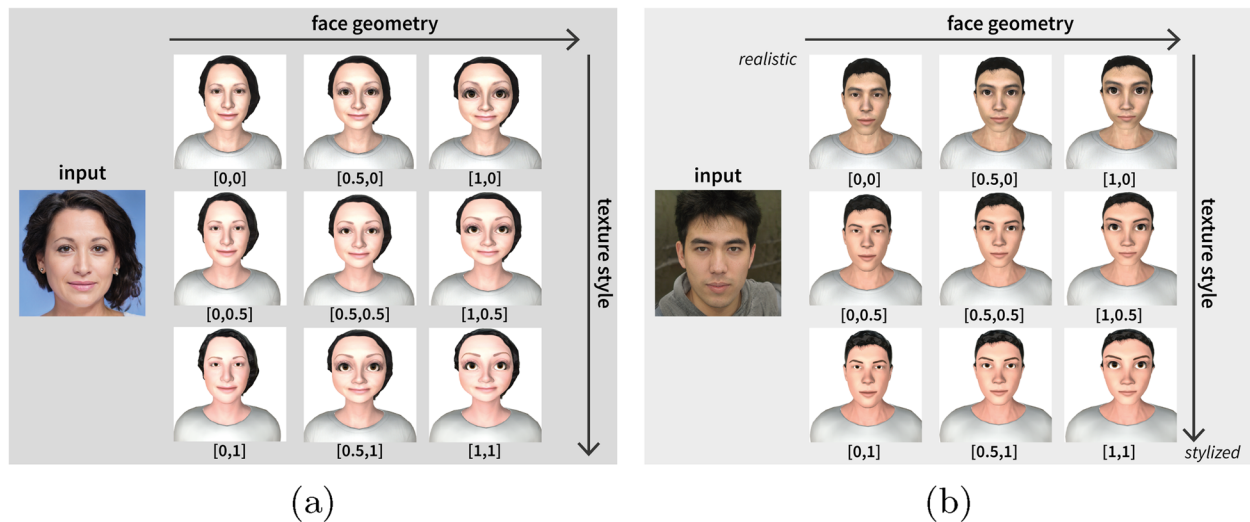 face geometry
[0,0] [0.5,0] [1,0]
input
[0,0.5] [0.5,0.5] [1,0.5]
texture style
[0,1] [0.5,1] [1,1]
(a)
face geometry
realistic
[0,0] [0.5,0] [1,0]
input
[0,0.5] [0.5,0.5] [1,0.5]
texture style
[0,1] [0.5,1] [1,1]
stylized
(b)